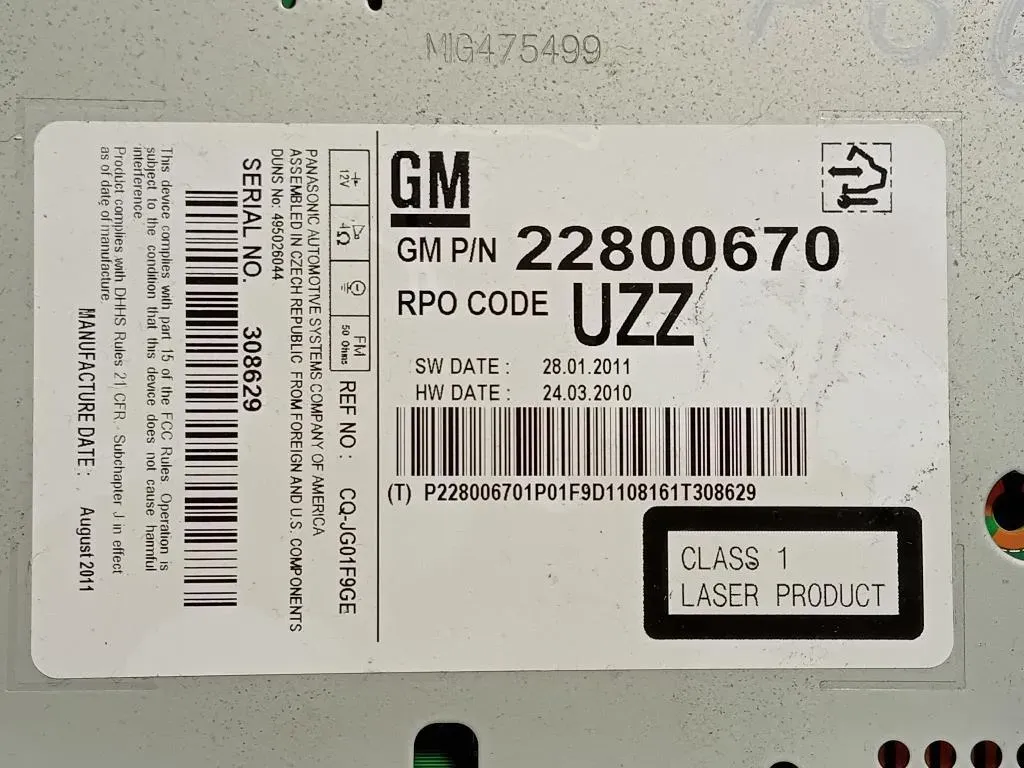 MIG475499
GM
GM P/N 22800670
RPO CODE UZZ
SW DATE : 28.01.2011
HW DATE : 24.03.2010
(T) P228006701P01F9D1108161T308629
CLASS 1
LASER PRODUCT
12V
4Ω
FM
50 Ohms
REF NO : CQ-JG01F9GE
PANASONIC AUTOMOTIVE SYSTEMS COMPANY OF AMERICA
ASSEMBLED IN CZECH REPUBLIC FROM FOREIGN AND U.S. COMPONENTS
DUNS No: 495026044
SERIAL NO. 308629
This device complies with part 15 of the FCC Rules. Operation is
subject to the condition that this device does not cause harmful
interference.
Product complies with DHHS Rules 21 CFR · Subchapter J in effect
as of date of manufacture.
MANUFACTURE DATE : August 2011